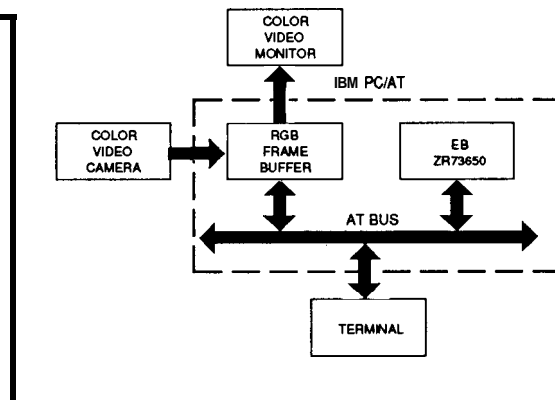 COLOR
VIDEO
MONITOR
IBM PC/AT
COLOR
VIDEO
CAMERA
RGB
FRAME
BUFFER
EB
ZR73650
AT BUS
TERMINAL